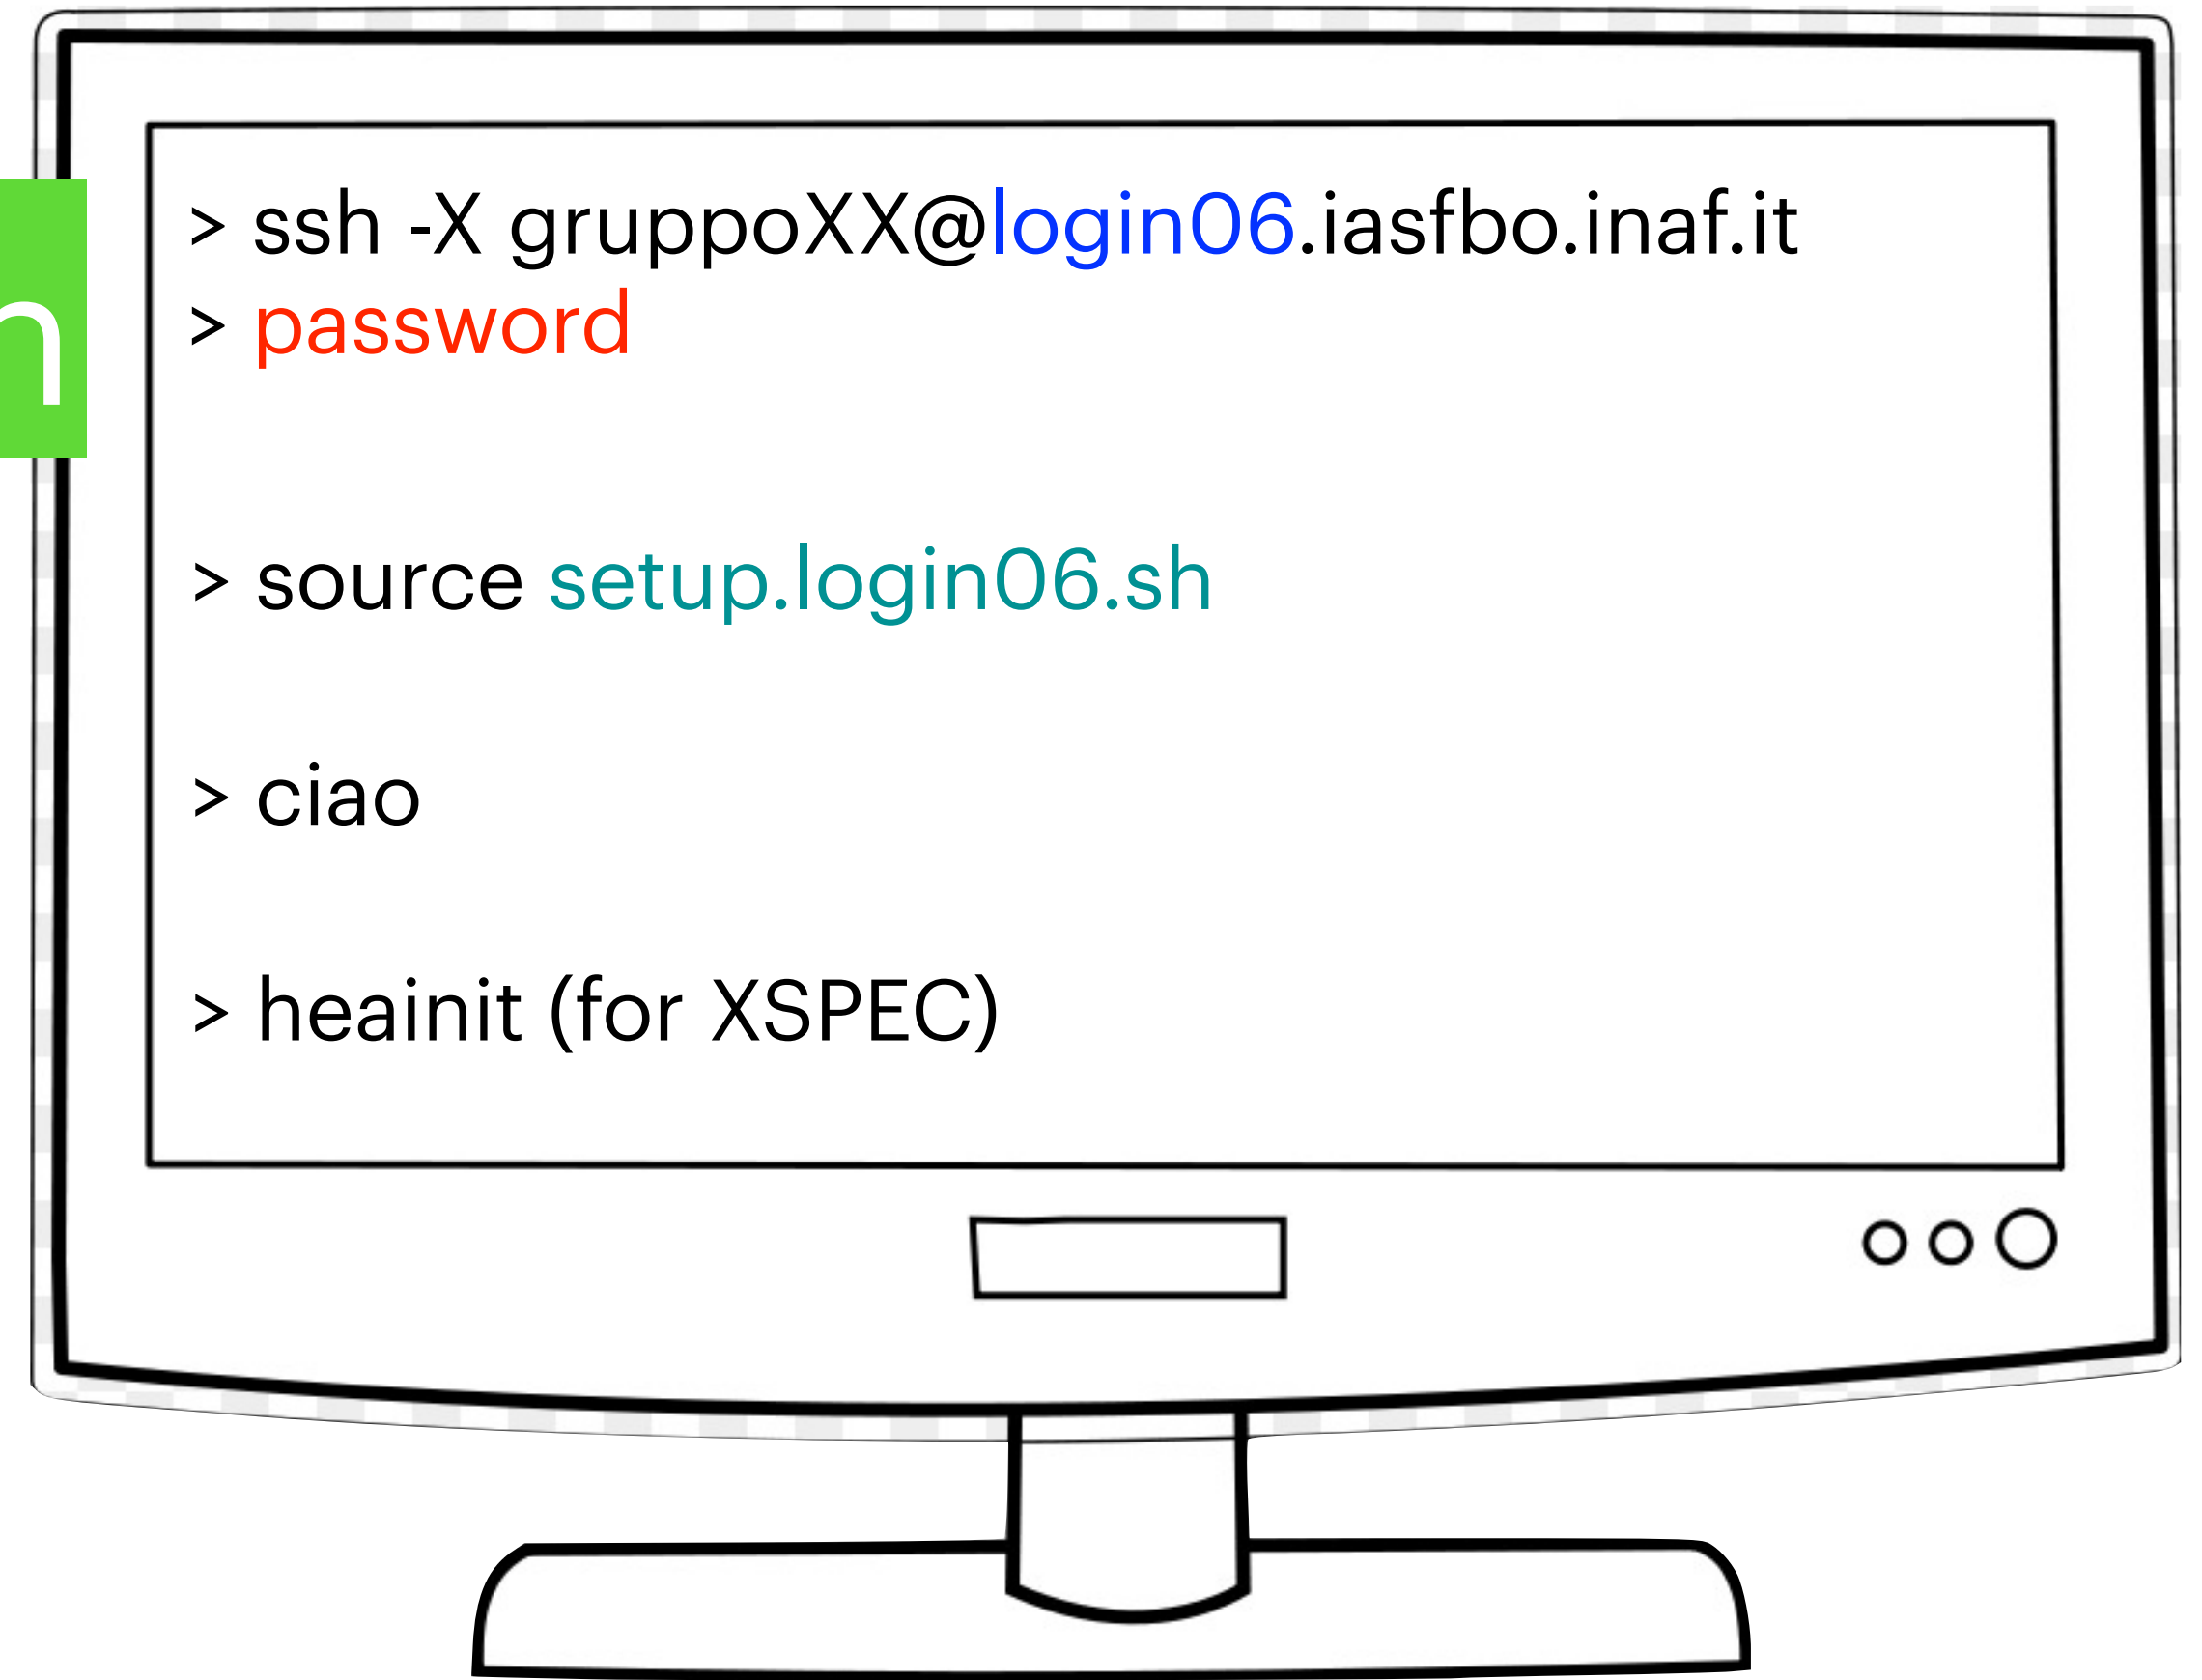 > ssh -X gruppoXX@login06.iasfbo.inaf.it
> password
> source setup.login06.sh
> ciao
> heainit (for XSPEC)